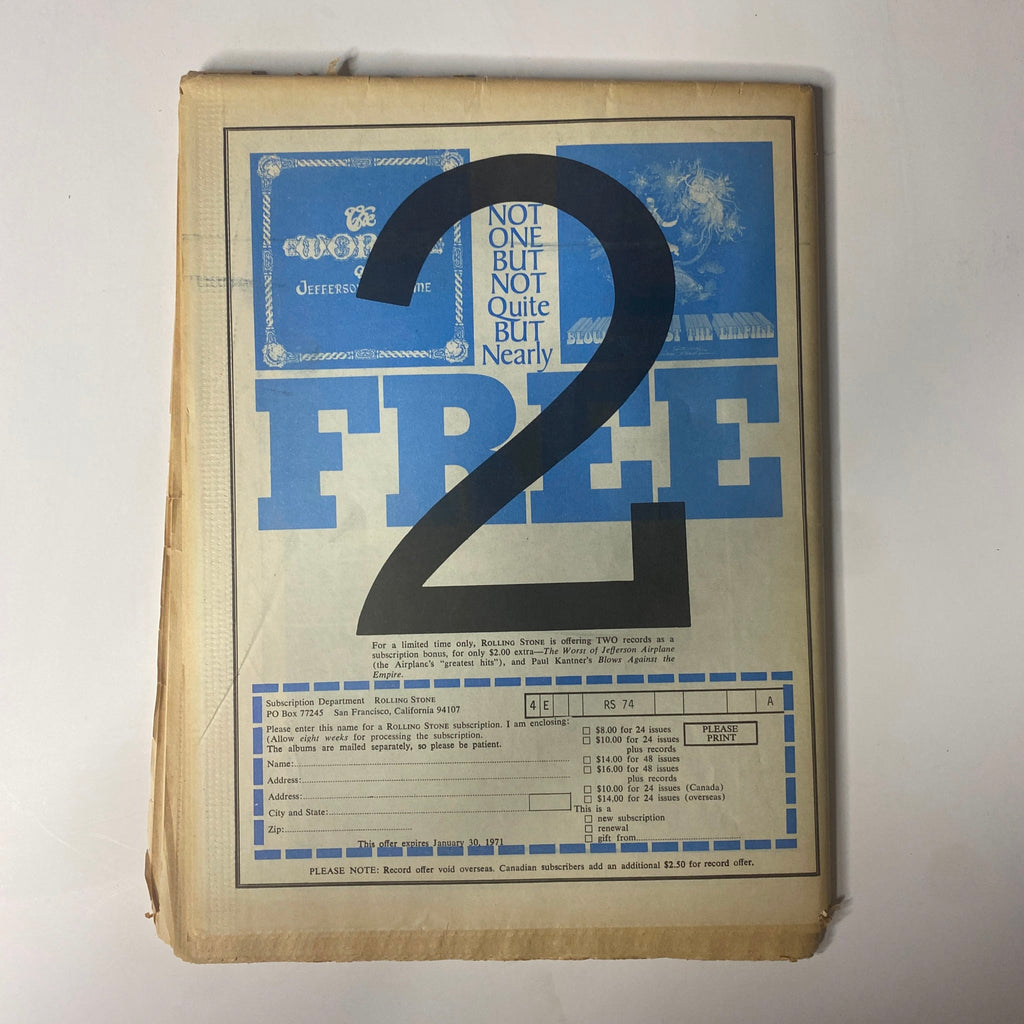 The
WOR
JEFFERSO NE
2
NOT
ONE
BUT
NOT
Quite
BUT
Nearly
BLOW ST THE EMPIRE
FREE
For a limited time only, ROLLING STONE is offering TWO records as a
subscription bonus, for only $2.00 extra—The Worst of Jefferson Airplane
(the Airplane's "greatest hits"), and Paul Kantner's Blows Against the
Empire.
Subscription Department ROLLING STONE
PO Box 77245 San Francisco, California 94107
4 E RS 74 A
Please enter this name for a ROLLING STONE subscription. I am enclosing:
(Allow eight weeks for processing the subscription.
The albums are mailed separately, so please be patient.
Name:
Address:
Address:
City and State:
Zip:
This offer expires January 30, 1971
$8.00 for 24 issues
$10.00 for 24 issues
plus records
$14.00 for 48 issues
$16.00 for 48 issues
plus records
$10.00 for 24 issues (Canada)
$14.00 for 24 issues (overseas)
PLEASE
PRINT
This is a
new subscription
renewal
gift from
PLEASE NOTE: Record offer void overseas. Canadian subscribers add an additional $2.50 for record offer.